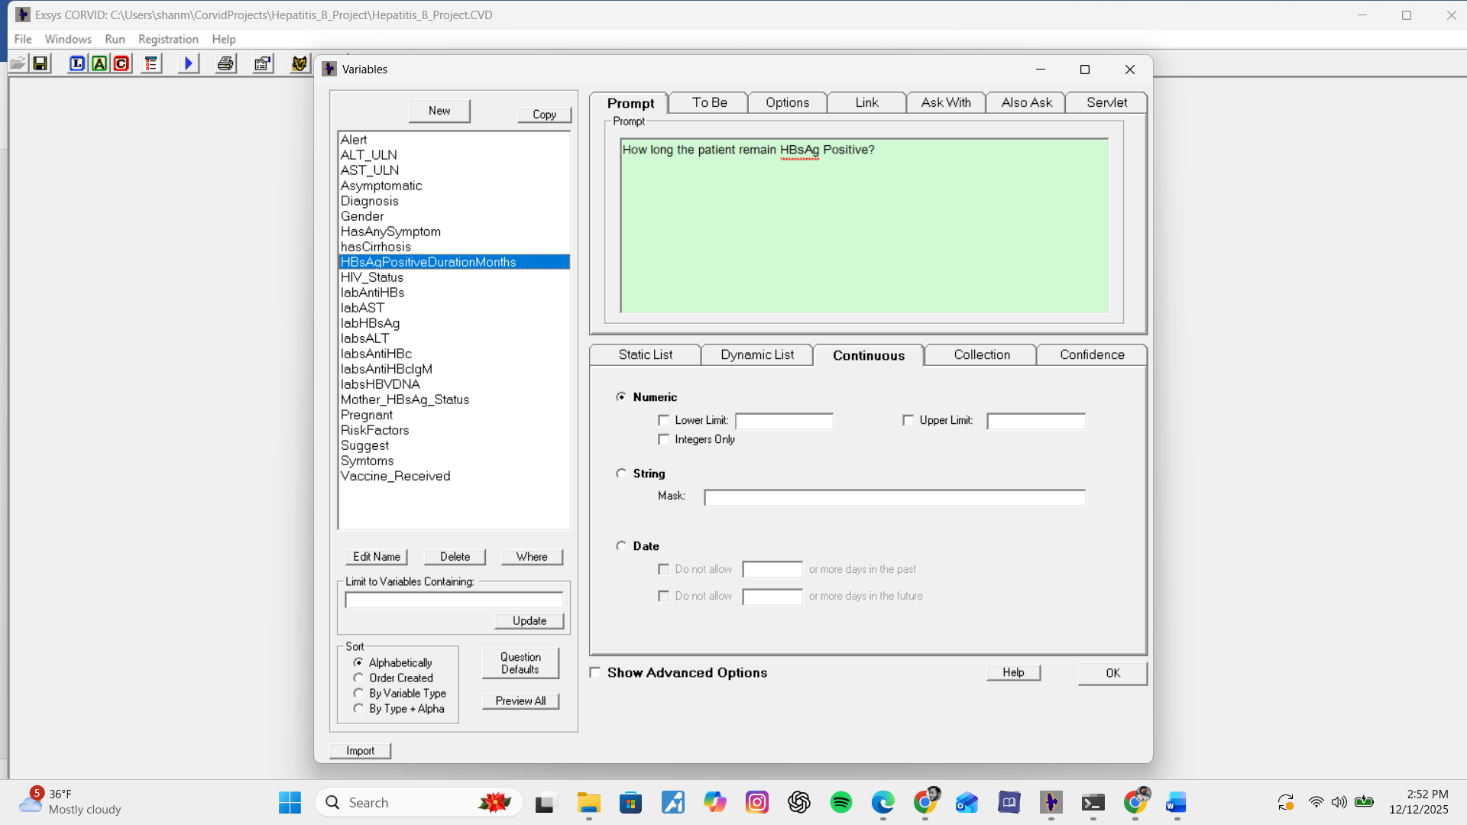 Exsys CORVID: C:\Users\shanm\CorvidProjects\Hepatitis_B_Project\Hepatitis_B_Project.CVD
File Windows Run Registration Help
L A C
Variables
New
Copy
Alert
ALT_ULN
AST_ULN
Asymptomatic
Diagnosis
Gender
HasAnySymptom
hasCirrhosis
HBsAgPositiveDurationMonths
HIV_Status
labAntiHBs
labAST
labHBsAg
labsALT
labsAntiHBc
labsAntiHBcIgM
labsHBVDNA
Mother_HBsAg_Status
Pregnant
RiskFactors
Suggest
Symtoms
Vaccine_Received
Edit Name Delete Where
Limit to Variables Containing:
Update
Sort
Alphabetically
Order Created
By Variable Type
By Type + Alpha
Question
Defaults
Preview All
Import
Prompt To Be Options Link Ask With Also Ask Servlet
Prompt
How long the patient remain HBsAg Positive?
Static List Dynamic List Continuous Collection Confidence
Numeric
Lower Limit: Upper Limit:
Integers Only
String
Mask:
Date
Do not allow or more days in the past
Do not allow or more days in the future
Show Advanced Options Help OK
5
36°F
Mostly cloudy
Search
2:52 PM
12/12/2025